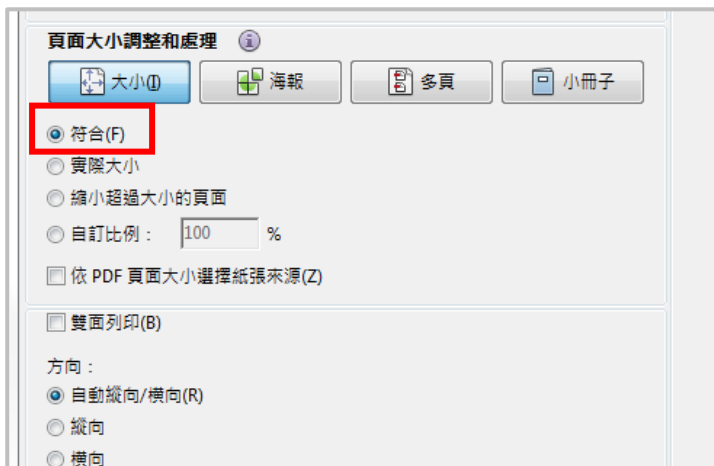 頁面大小調整和處理
大小(I) 海報 多頁 小冊子
符合(F)
實際大小
縮小超過大小的頁面
自訂比例： 100 %
依 PDF 頁面大小選擇紙張來源(Z)
雙面列印(B)
方向：
自動縱向/橫向(R)
縱向
橫向